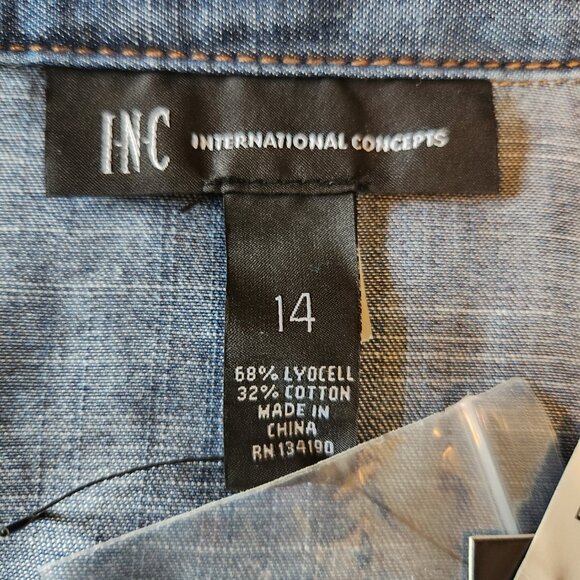 I·N·C INTERNATIONAL CONCEPTS
14
68% LYOCELL
32% COTTON
MADE IN
CHINA
RN 134190